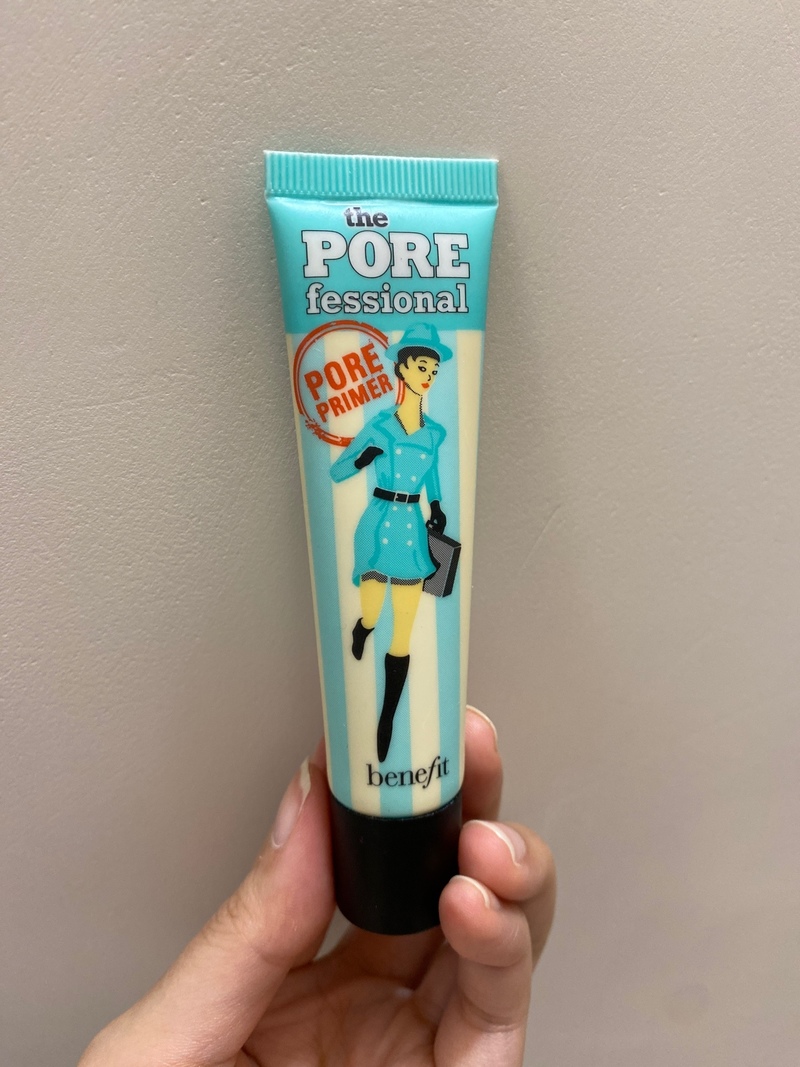 the
PORE
fessional
PORE
PRIMER
benefit